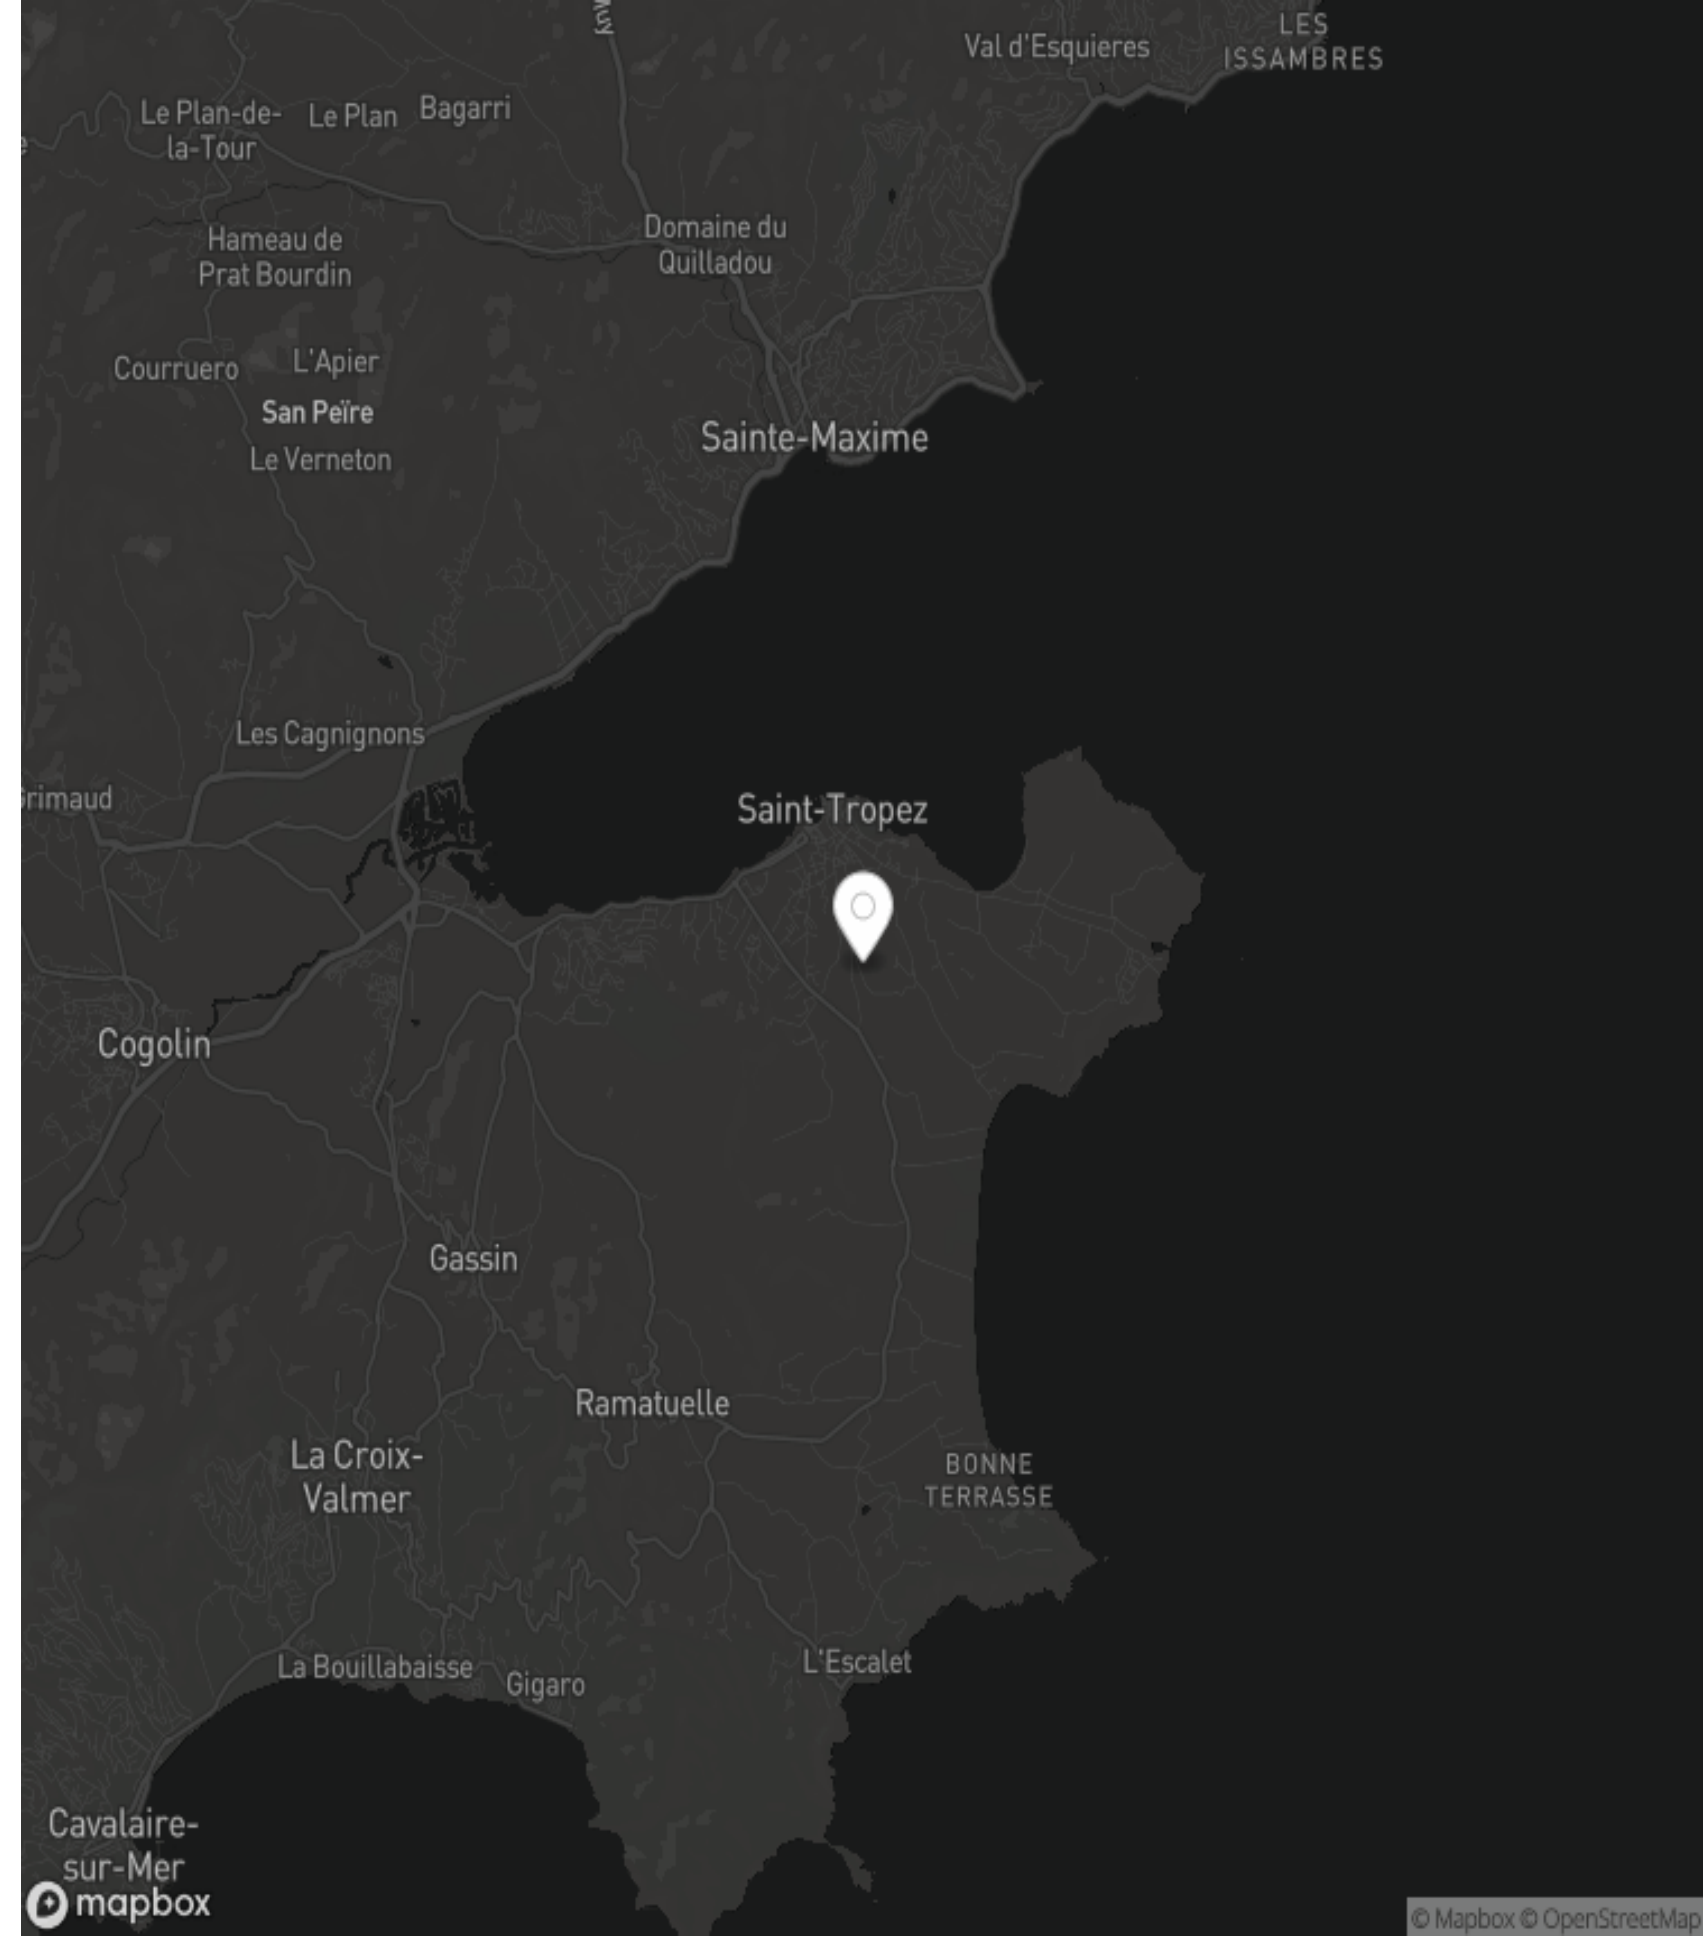 LES
ISSAMBRES
Val d'Esquieres
Le Plan-de-
la-Tour
Le Plan
Bagarri
Domaine du
Quilladou
Hameau de
Prat Bourdin
Courruero
L'Apier
San Peïre
Le Verneton
Sainte-Maxime
Les Cagnignons
Saint-Tropez
Cogolin
Gassin
Ramatuelle
La Croix-
Valmer
BONNE
TERRASSE
La Bouillabaisse
Gigaro
L'Escalet
Cavalaire-
sur-Mer
mapbox
© Mapbox © OpenStreetMap